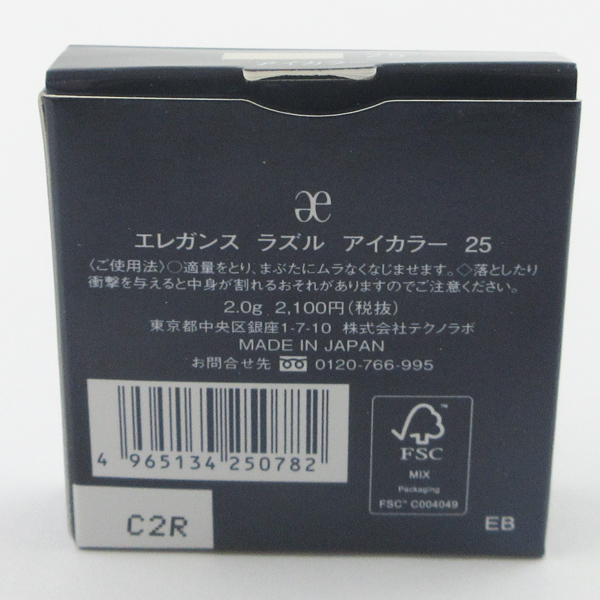 アイカラ
æ
エレガンス ラズル アイカラー 25
〈ご使用法〉○適量をとり、まぶたにムラなくなじませます。◇落としたり
衝撃を与えると中身が割れるおそれがありますのでご注意ください。
2.0g 2,100円(税抜)
東京都中央区銀座1-7-10 株式会社テクノラボ
MADE IN JAPAN
お問合せ先 0120-766-995
4 965134 250782
FSC
MIX
Packaging
FSC™ C004049
C2R
EB